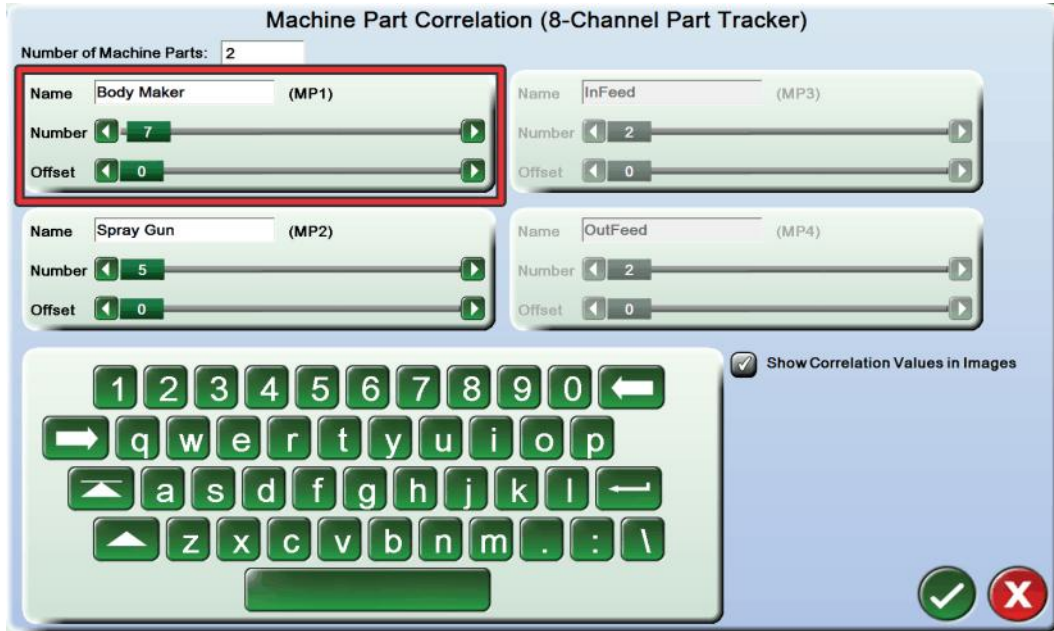 Machine Part Correlation (8-Channel Part Tracker)
Number of Machine Parts: 2
Name Body Maker (MP1)
Number 7
Offset 0
Name InFeed (MP3)
Number 2
Offset 0
Name Spray Gun (MP2)
Number 5
Offset 0
Name OutFeed (MP4)
Number 2
Offset 0
Show Correlation Values in Images
1 2 3 4 5 6 7 8 9 0
q w e r t y u i o p
a s d f g h j k l
z x c v b n m . : \
X